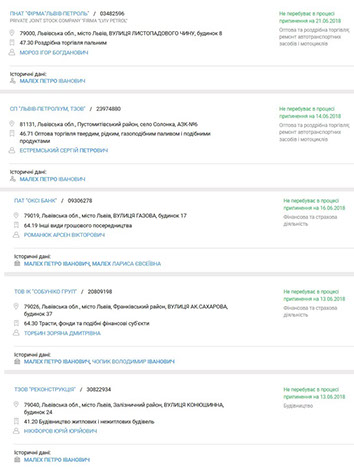 ПНАТ "ФІРМА"ЛЬВІВ-ПЕТРОЛЬ" / 03482596
PRIVATE JOINT STOCK COMPANY "FIRMA "LVIV PETROL"
79000, Львівська обл., місто Львів, ВУЛИЦЯ ЛИСТОПАДОВОГО ЧИНУ, будинок 8
47.30 Роздрібна торгівля пальним
МОРОЗ ІГОР БОГДАНОВИЧ
Не перебуває в процесі
припинення на 21.06.2018
Оптова та роздрібна торгівля;
ремонт автотранспортних
засобів і мотоциклів
Історичні дані:
МАЛЕХ ПЕТРО ІВАНОВИЧ
СП "ЛЬВІВ-ПЕТРОЛІУМ, ТЗОВ" / 22974880
81131, Львівська обл., Пустомитівський район, село Солонка, АЗК-№6
46.71 Оптова торгівля твердим, рідким, газоподібним паливом і подібними
продуктами
ЕСТРЕМСЬКИЙ СЕРГІЙ ПЕТРОВИЧ
Не перебуває в процесі
припинення на 14.06.2018
Оптова та роздрібна торгівля;
ремонт автотранспортних
засобів і мотоциклів
Історичні дані:
МАЛЕХ ПЕТРО ІВАНОВИЧ
ПАТ "ОКСІ БАНК" / 09306278
79019, Львівська обл., місто Львів, ВУЛИЦЯ ГАЗОВА, будинок 17
64.19 Інші види грошового посередництва
РОМАНЮК АРСЕН ВІКТОРОВИЧ
Не перебуває в процесі
припинення на 16.06.2018
Фінансова та страхова
діяльність
Історичні дані:
МАЛЕХ ПЕТРО ІВАНОВИЧ, МАЛЕХ ЛАРИСА ЄВСЕЇВНА
ТОВ ІК "СОБУНІКО ГРУП" / 20809198
79026, Львівська обл., місто Львів, Франківський район, ВУЛИЦЯ АК.САХАРОВА,
будинок 37
64.30 Трасти, фонди та подібні фінансові суб'єкти
ТОРБИН ЗОРЯНА ДМИТРІВНА
Не перебуває в процесі
припинення на 13.06.2018
Фінансова та страхова
діяльність
Історичні дані:
МАЛЕХ ПЕТРО ІВАНОВИЧ, ЧОПИК ВОЛОДИМИР ІВАНОВИЧ
ТЗОВ "РЕКОНСТРУКЦІЯ" / 30822934
79040, Львівська обл., місто Львів, Залізничний район, ВУЛИЦЯ КОНЮШИННА,
будинок 24
41.20 Будівництво житлових і нежитлових будівель
НІКІФОРОВ ЮРІЙ ЮРІЙОВИЧ
Не перебуває в процесі
припинення на 13.06.2018
Будівництво
Історичні дані:
МАЛЕХ ПЕТРО ІВАНОВИЧ